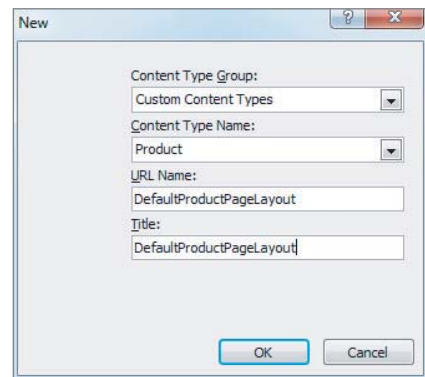 New
Content Type Group:
Custom Content Types
Content Type Name:
Product
URL Name:
DefaultProductPageLayout
Title:
DefaultProductPageLayout
OK
Cancel